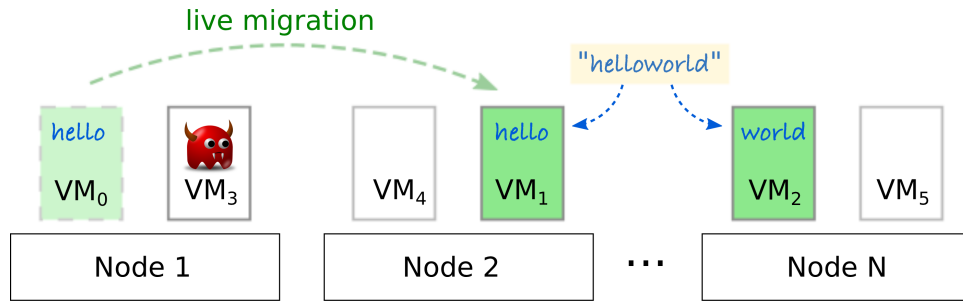 live migration
"helloworld"
hello
hello
world
VM₀
VM₃
VM₄
VM₁
VM₂
VM₅
Node 1
Node 2
...
Node N